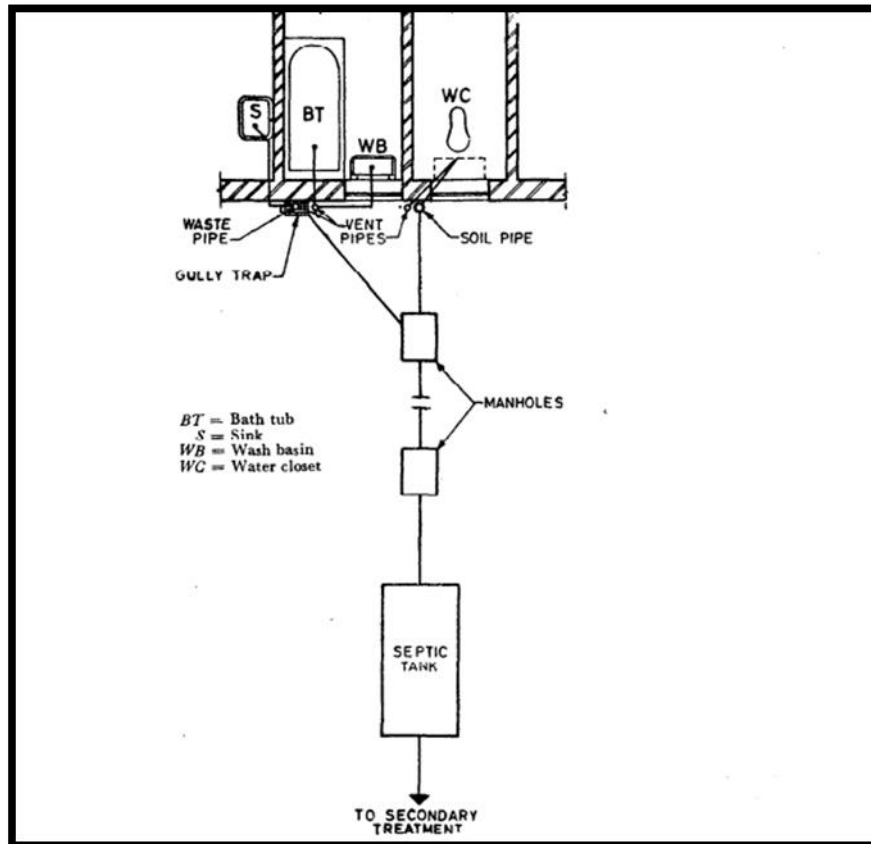 S
BT
WB
WC
WASTE
PIPE
VENT
PIPES
SOIL PIPE
GULLY TRAP
MANHOLES
BT = Bath tub
S = Sink
WB = Wash basin
WC = Water closet
SEPTIC
TANK
TO SECONDARY
TREATMENT